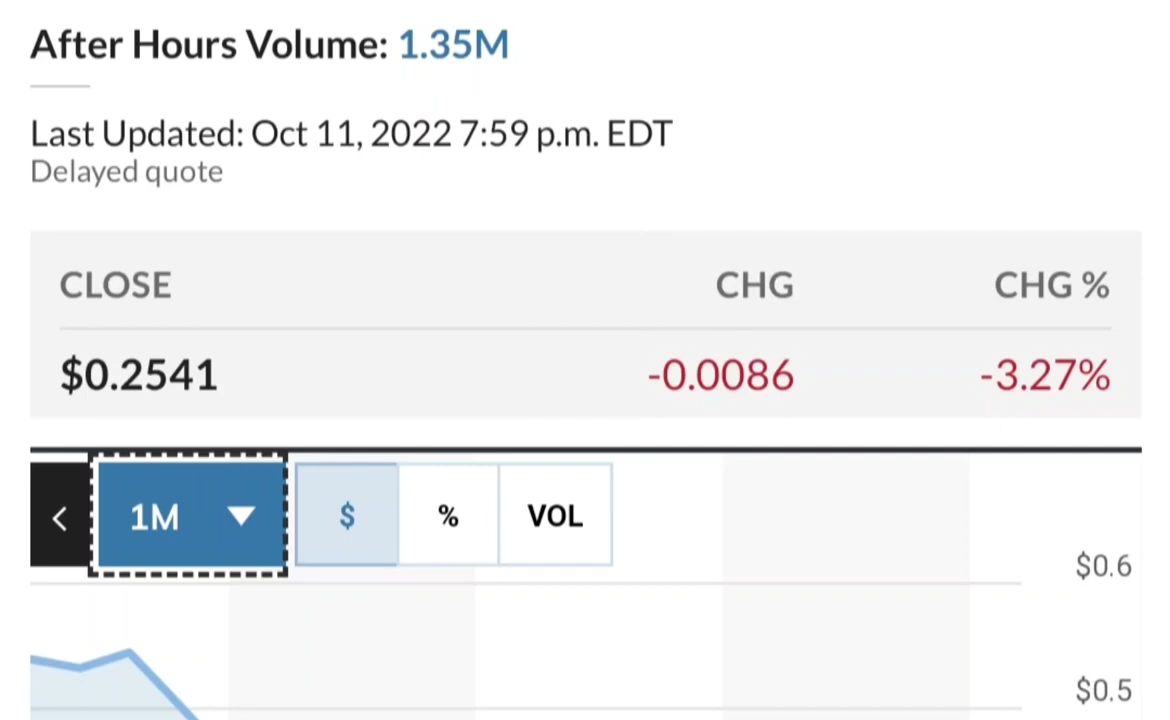 After Hours Volume: 1.35M
Last Updated: Oct 11, 2022 7:59 p.m. EDT
Delayed quote
CLOSE CHG CHG %
$0.2541 -0.0086 -3.27%
1M $ % VOL
$0.6
$0.5